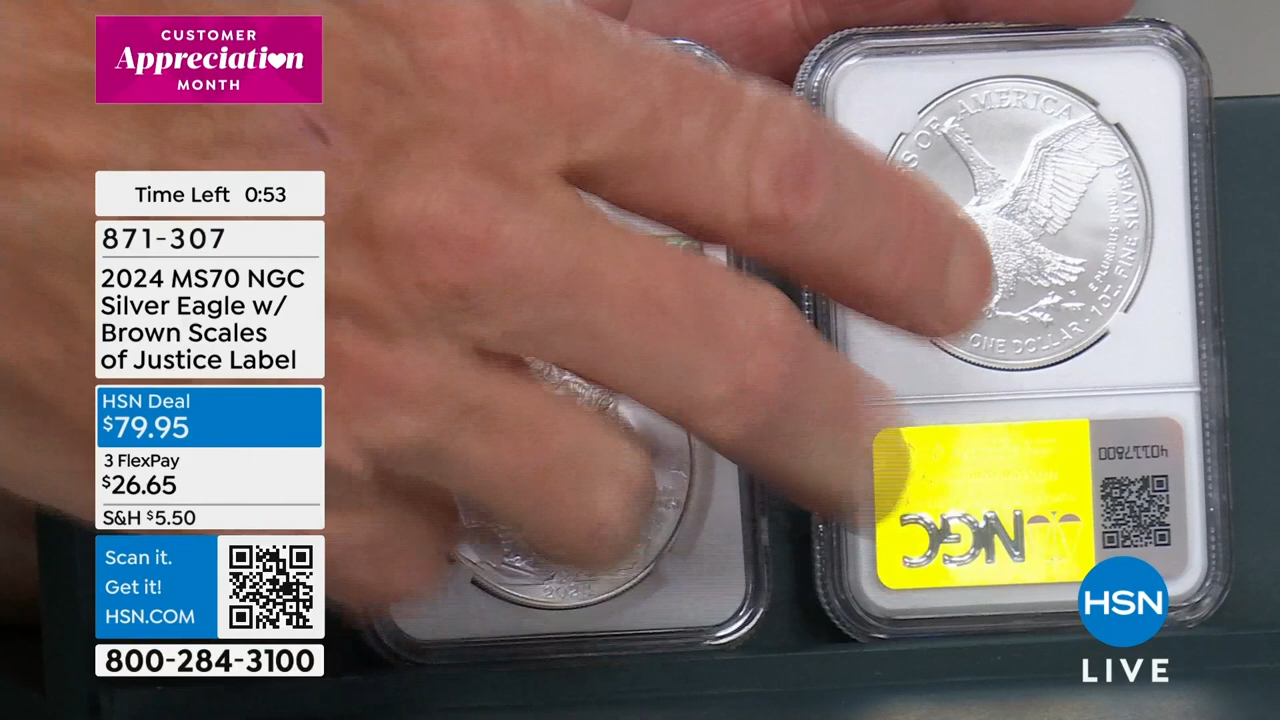 CUSTOMER
Appreciation
MONTH
Time Left 0:53
871-307
2024 MS70 NGC
Silver Eagle w/
Brown Scales
of Justice Label
HSN Deal
$79.95
3 FlexPay
$26.65
S&H $5.50
Scan it.
Get it!
HSN.COM
800-284-3100
S OF AMERICA
E PLURIBUS UNUM
1 OZ. FINE SILVER
ONE DOLLAR
NGC
HSN
LIVE